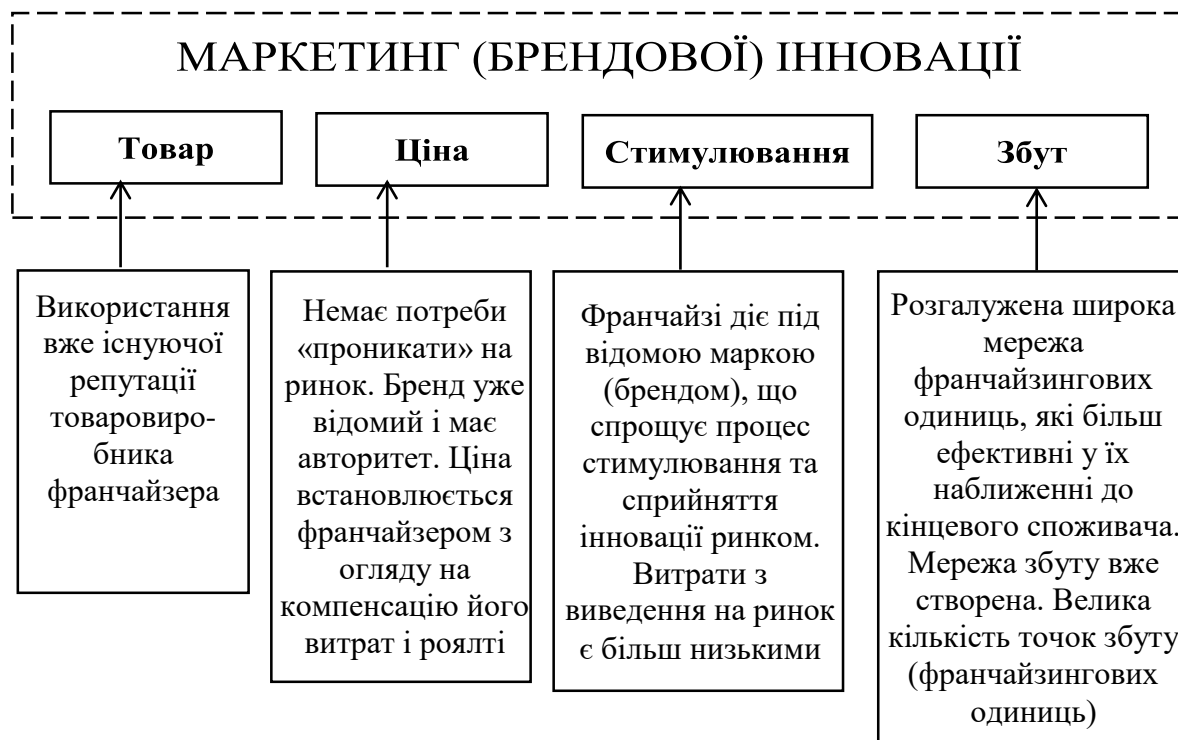 МАРКЕТИНГ (БРЕНДОВОЇ) ІННОВАЦІЇ
Товар
Ціна
Стимулювання
Збут
Використання
вже існуючої
репутації
товаровиро-
бника
франчайзера
Немає потреби
«проникати» на
ринок. Бренд уже
відомий і має
авторитет. Ціна
встановлюється
франчайзером з
огляду на
компенсацію його
витрат і роялті
Франчайзі діє під
відомою маркою
(брендом), що
спрощує процес
стимулювання та
сприйняття
інновації ринком.
Витрати з
виведення на ринок
є більш низькими
Розгалужена широка
мережа
франчайзингових
одиниць, які більш
ефективні у їх
наближенні до
кінцевого споживача.
Мережа збуту вже
створена. Велика
кількість точок збуту
(франчайзингових
одиниць)